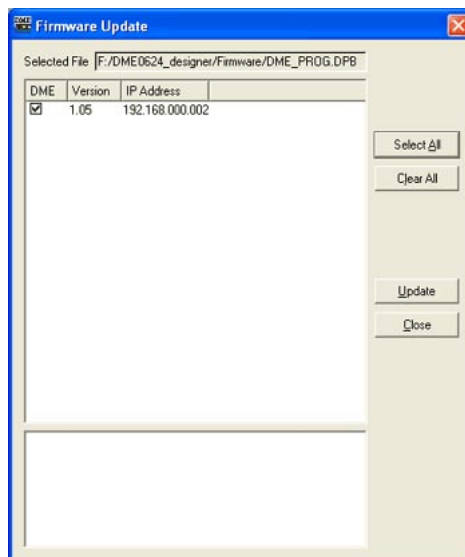 DME Firmware Update
Selected File F:/DME0624_designer/Firmware/DME_PROG.DPB
DME Version IP Address
1.05 192.168.000.002
Select All
Clear All
Update
Close